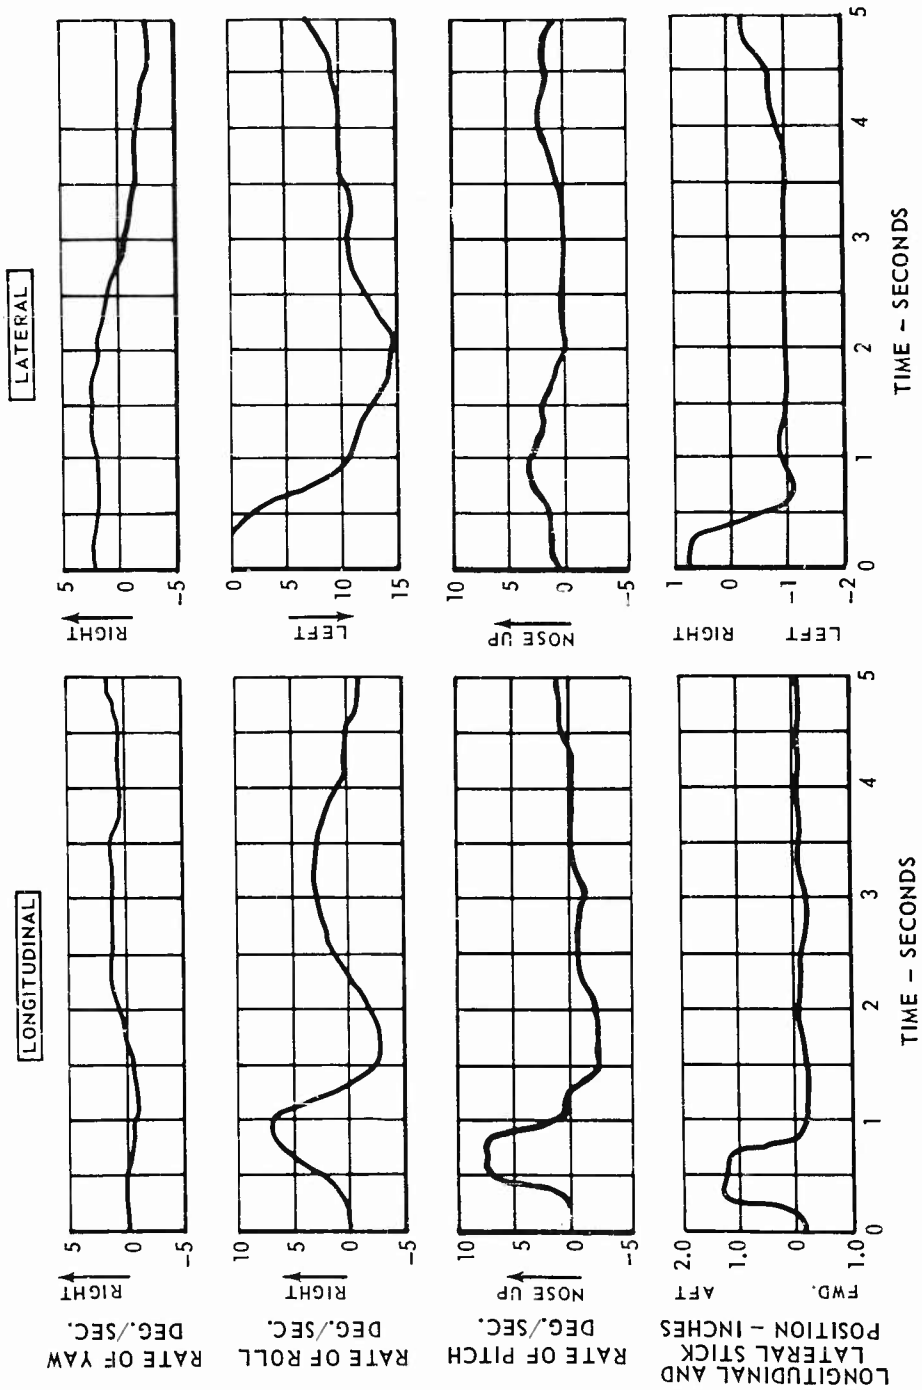 LONGITUDINAL
LATERAL
RATE OF YAW
DEG./SEC.
RIGHT
5
0
-5
RIGHT
5
0
-5
RATE OF ROLL
DEG./SEC.
RIGHT
10
5
0
-5
LEFT
0
5
10
15
RATE OF PITCH
DEG./SEC.
NOSE UP
10
5
0
-5
NOSE UP
10
5
0
-5
LONGITUDINAL AND
LATERAL STICK
POSITION - INCHES
FWD. AFT
2.0
1.0
0
1.0
0 1 2 3 4 5
TIME - SECONDS
LEFT RIGHT
1
0
-1
-2
0 1 2 3 4 5
TIME - SECONDS